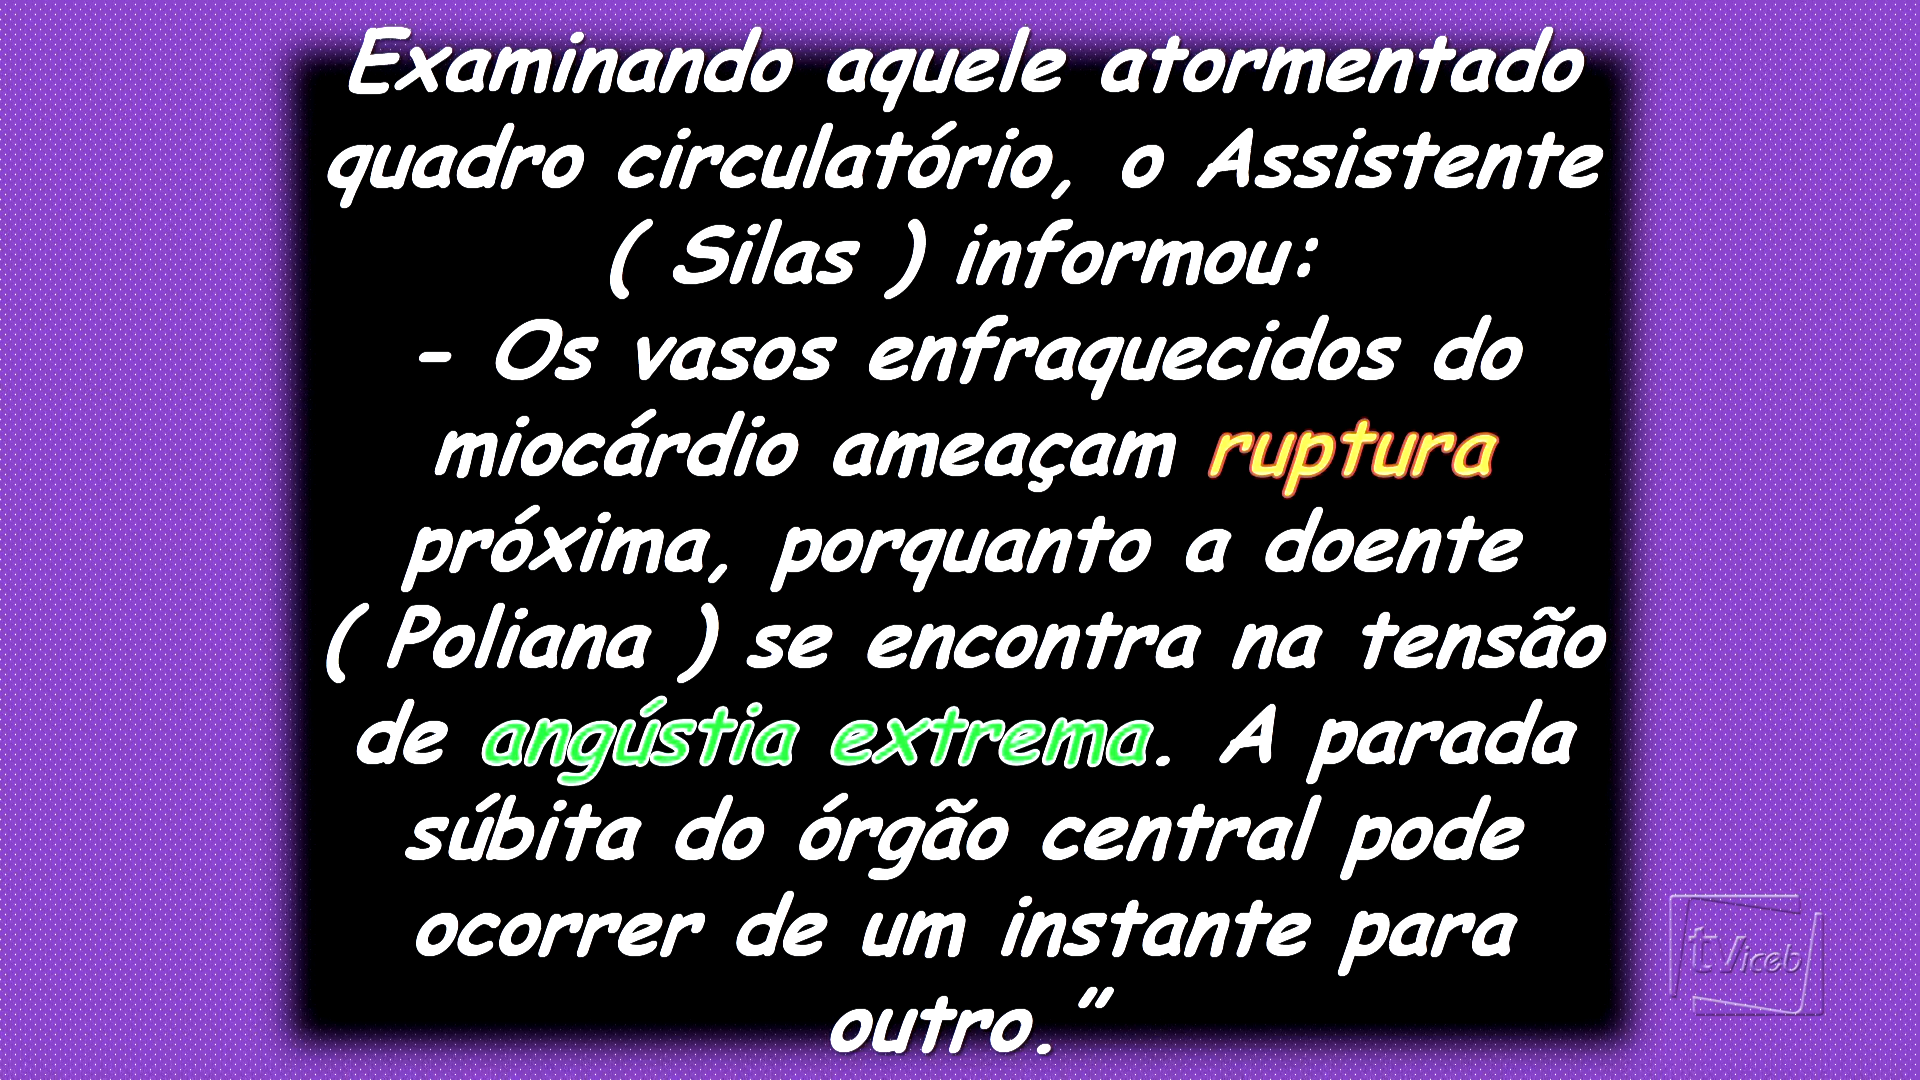 Examinando aquele atormentado
quadro circulatório, o Assistente
( Silas ) informou:
- Os vasos enfraquecidos do
miocárdio ameaçam ruptura
próxima, porquanto a doente
( Poliana ) se encontra na tensão
de angústia extrema. A parada
súbita do órgão central pode
ocorrer de um instante para
outro.”
tViceb